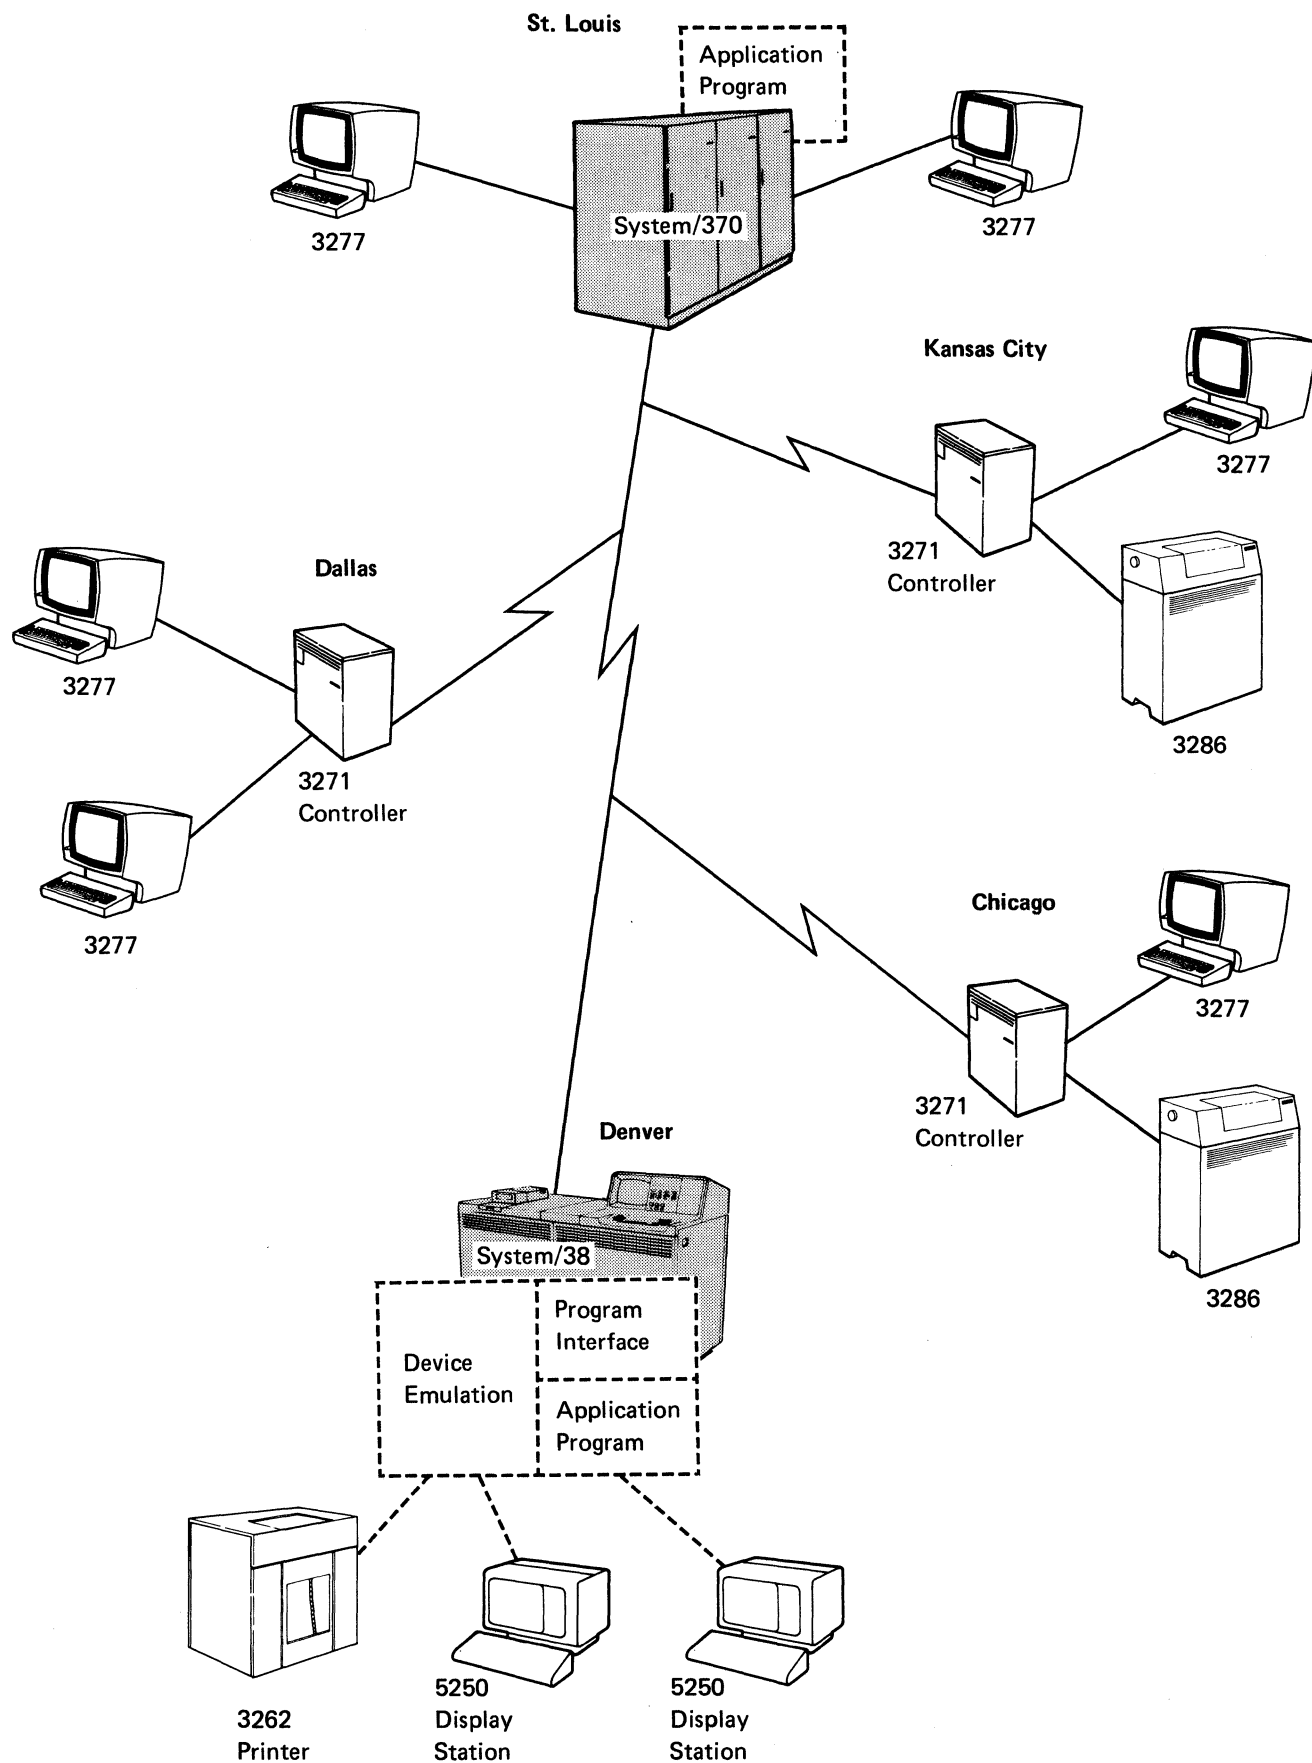 St. Louis
Application
Program
3277
System/370
3277
Kansas City
3277
3271
Controller
3286
Dallas
3277
3271
Controller
3277
Chicago
3277
3271
Controller
3286
Denver
System/38
Program
Interface
Device
Emulation
Application
Program
3262
Printer
5250
Display
Station
5250
Display
Station